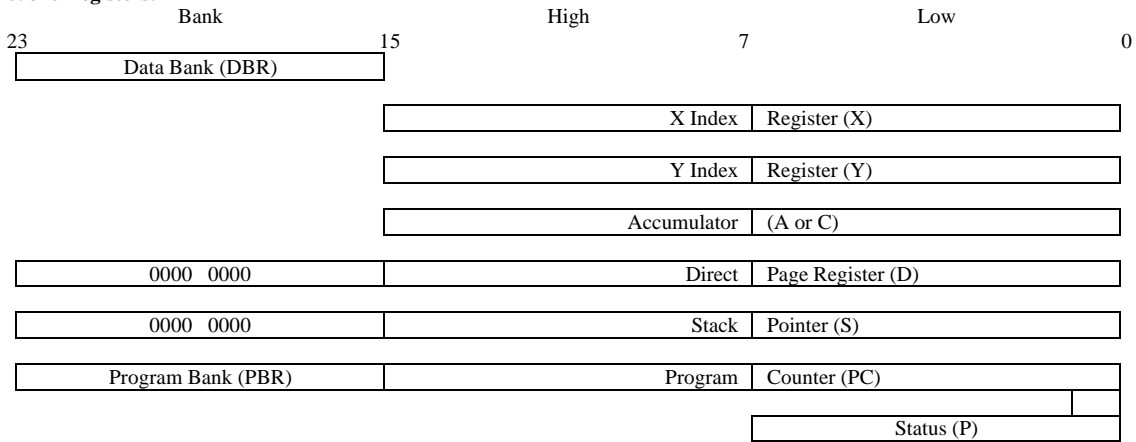 Bank High Low
23 15 7 0
Data Bank (DBR)
X Index Register (X)
Y Index Register (Y)
Accumulator (A or C)
0000 0000 Direct Page Register (D)
0000 0000 Stack Pointer (S)
Program Bank (PBR) Program Counter (PC)
Status (P)